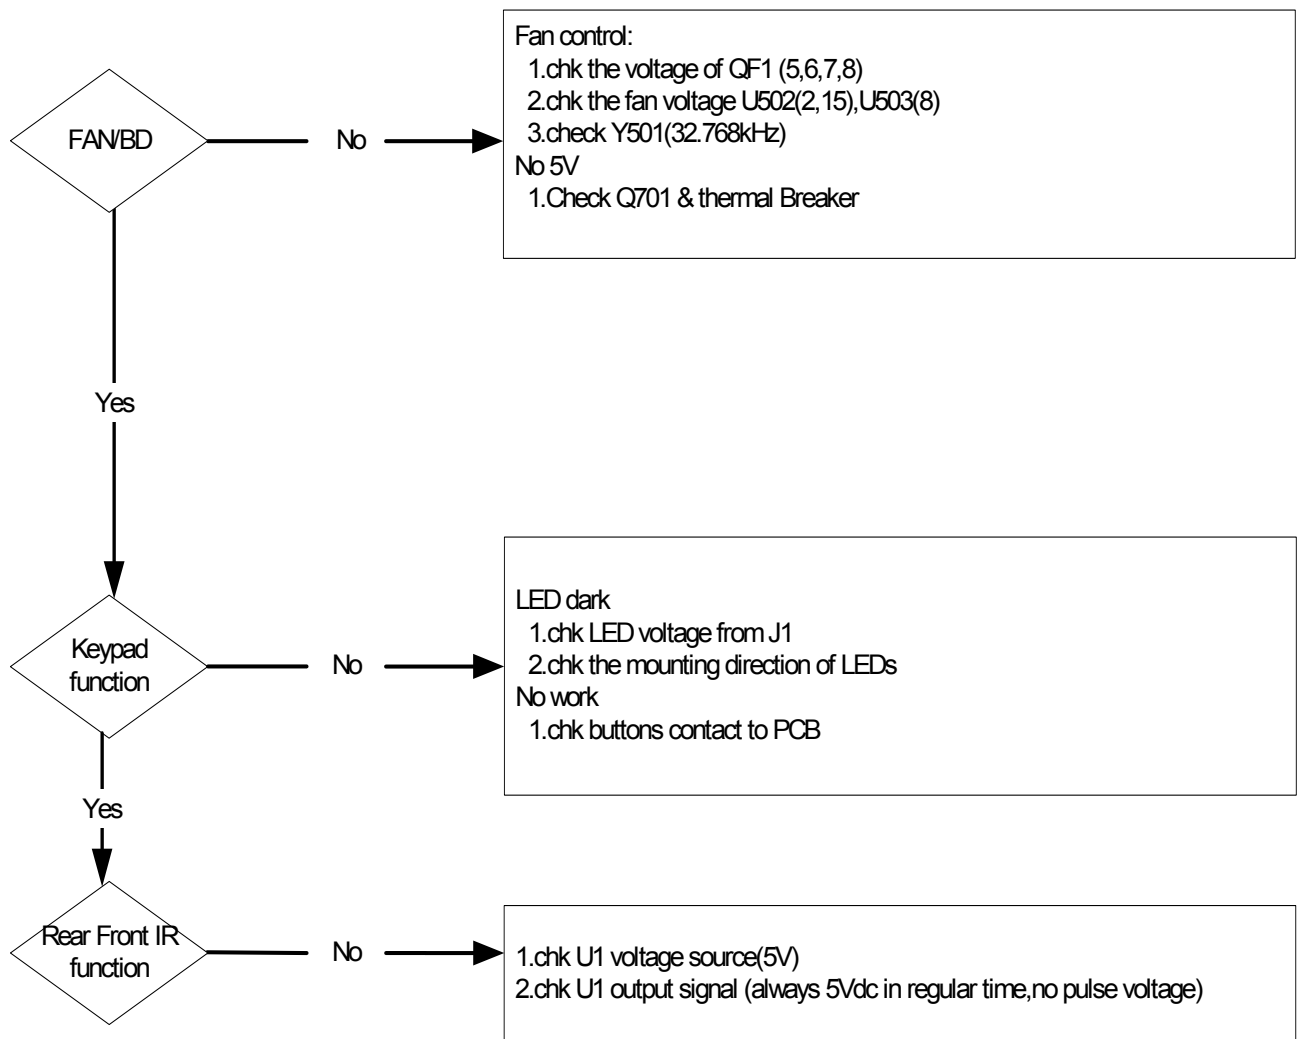 Fan control:
1.chk the voltage of QF1 (5,6,7,8)
2.chk the fan voltage U502(2,15),U503(8)
3.check Y501(32.768kHz)
No 5V
1.Check Q701 & thermal Breaker
FAN/BD
No
Yes
LED dark
1.chk LED voltage from J1
2.chk the mounting direction of LEDs
No work
1.chk buttons contact to PCB
Keypad
function
No
Yes
Rear Front IR
function
No
1.chk U1 voltage source(5V)
2.chk U1 output signal (always 5Vdc in regular time,no pulse voltage)